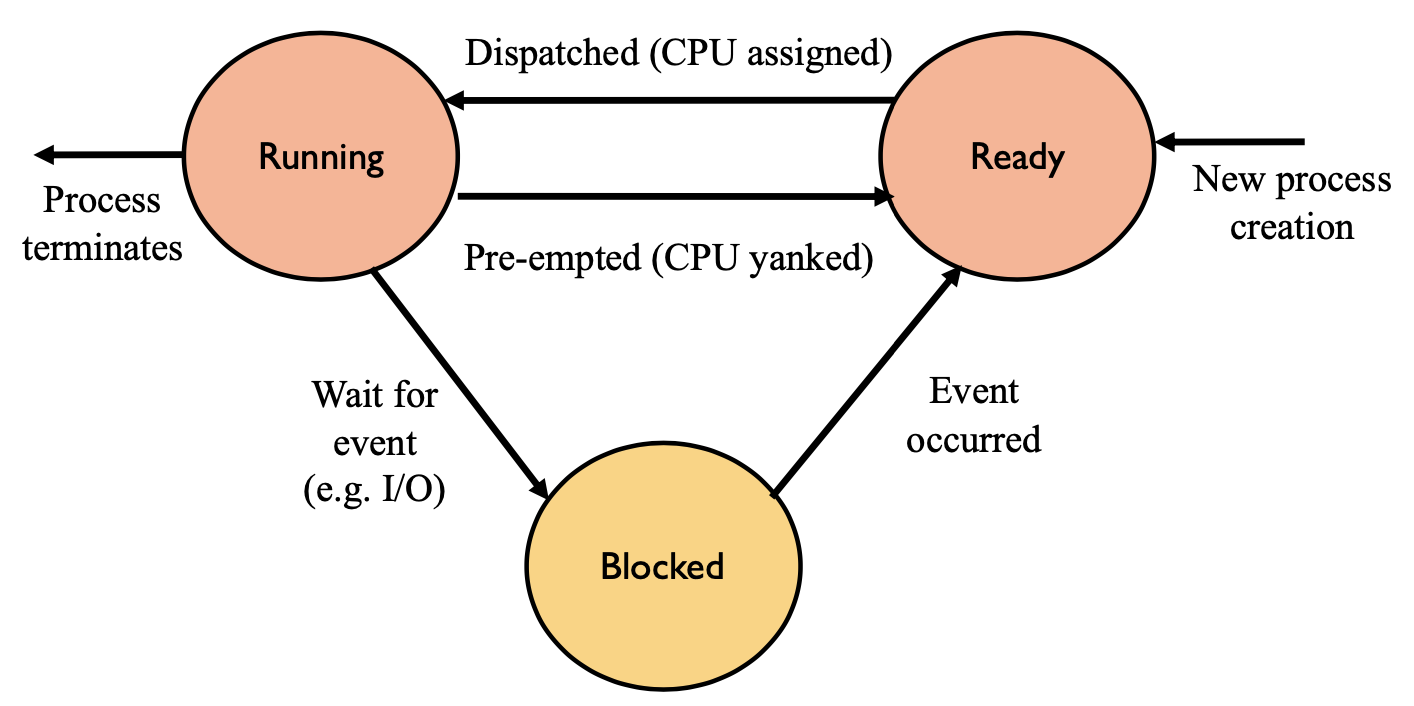 Dispatched (CPU assigned)
Running
Ready
Process
terminates
New process
creation
Pre-empted (CPU yanked)
Wait for
event
(e.g. I/O)
Event
occurred
Blocked